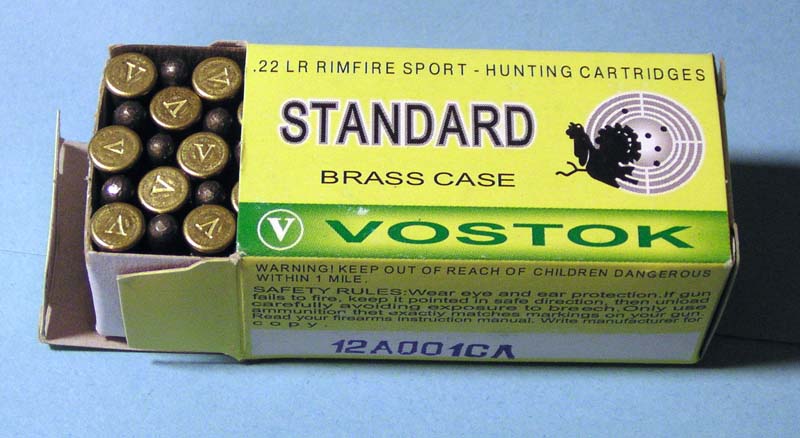 .22 LR RIMFIRE SPORT - HUNTING CARTRIDGES
STANDARD
BRASS CASE
V VOSTOK
WARNING! KEEP OUT OF REACH OF CHILDREN DANGEROUS
WITHIN 1 MILE.
SAFETY RULES:Wear eye and ear protection.If gun
fails to fire, keep it pointed in safe direction, then unload
carefully avoiding exposure to breech.Only use
ammunition thet exactly matches markings on your gun.
Read your firearms instruction manual. Write manufacturer for
copy.
12A001CA
V
V
V
V
V
V
V